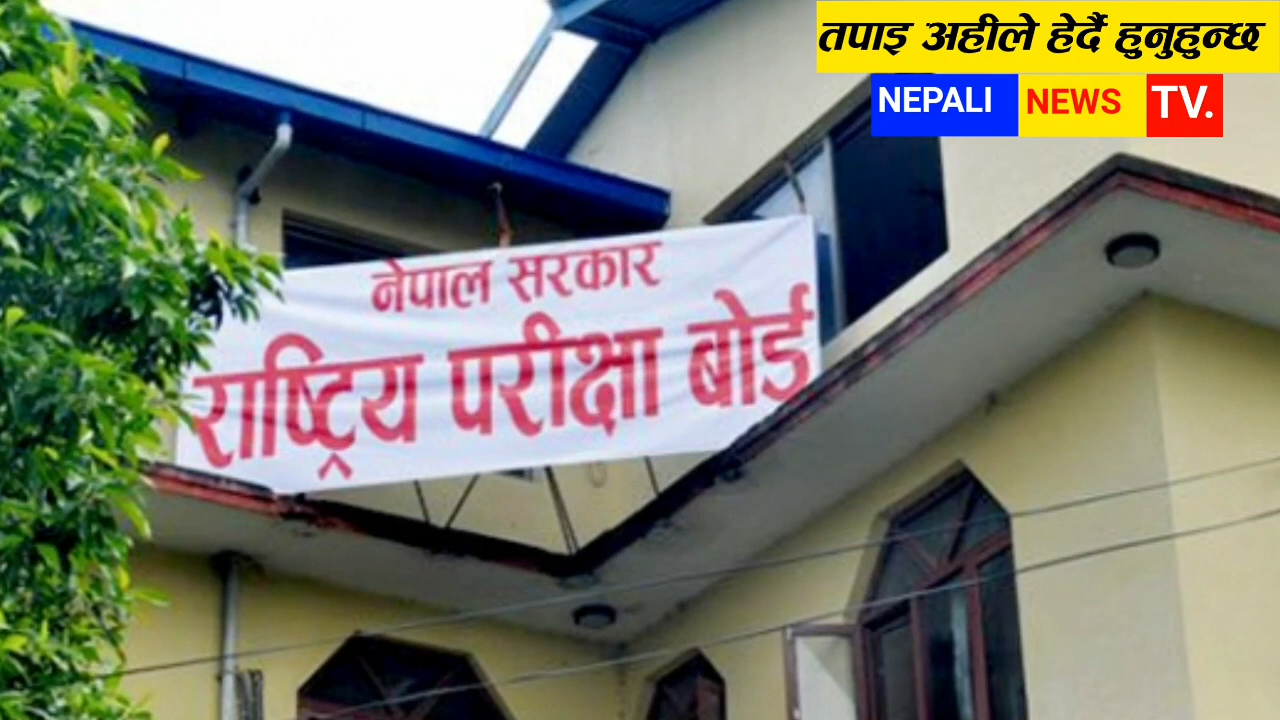 तपाइ अहीले हेर्दै हुनुहुन्छ
NEPALI NEWS TV.
नेपाल सरकार
राष्ट्रिय परीक्षा बोर्ड